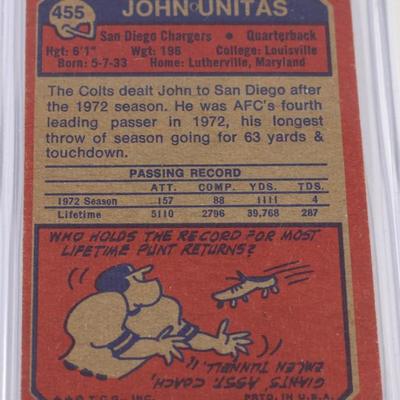 455 JOHN UNITAS
San Diego Chargers • Quarterback
Hgt: 6'1" Wgt: 196 College: Louisville
Born: 5-7-33 Home: Lutherville, Maryland
The Colts dealt John to San Diego after
the 1972 season. He was AFC's fourth
leading passer in 1972, his longest
throw of season going for 63 yards &
touchdown.
PASSING RECORD
ATT. COMP. YDS. TDS.
1972 Season 157 88 1111 4
Lifetime 5110 2796 39,768 287
WHO HOLDS THE RECORD FOR MOST
LIFETIME PUNT RETURNS?
GIANTS ASST. COACH,
EMLEN TUNNELL
T.C.G. INC. PRTD. IN U.S.A.